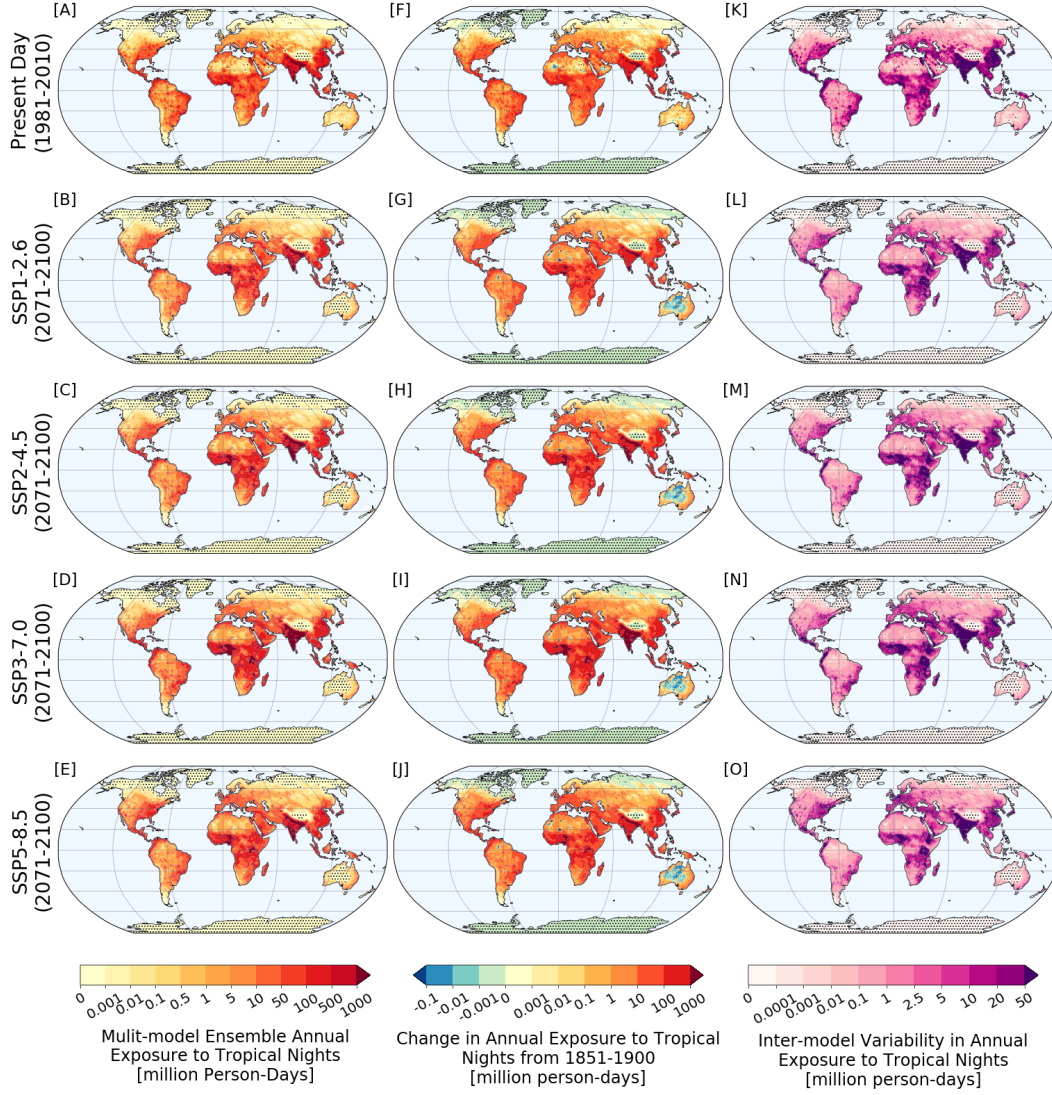 [A] [F] [K]
Present Day
(1981-2010)
[B] [G] [L]
SSP1-2.6
(2071-2100)
[C] [H] [M]
SSP2-4.5
(2071-2100)
[D] [I] [N]
SSP3-7.0
(2071-2100)
[E] [J] [O]
SSP5-8.5
(2071-2100)
0 0.001 0.01 0.1 0.5 1 5 10 50 100 500 1000
Mulit-model Ensemble Annual
Exposure to Tropical Nights
[million Person-Days]
-0.1 -0.01 -0.001 0 0.001 0.01 0.1 1 10 100 1000
Change in Annual Exposure to Tropical
Nights from 1851-1900
[million person-days]
0 0.0001 0.001 0.01 0.1 1 2.5 5 10 20 50
Inter-model Variability in Annual
Exposure to Tropical Nights
[million person-days]